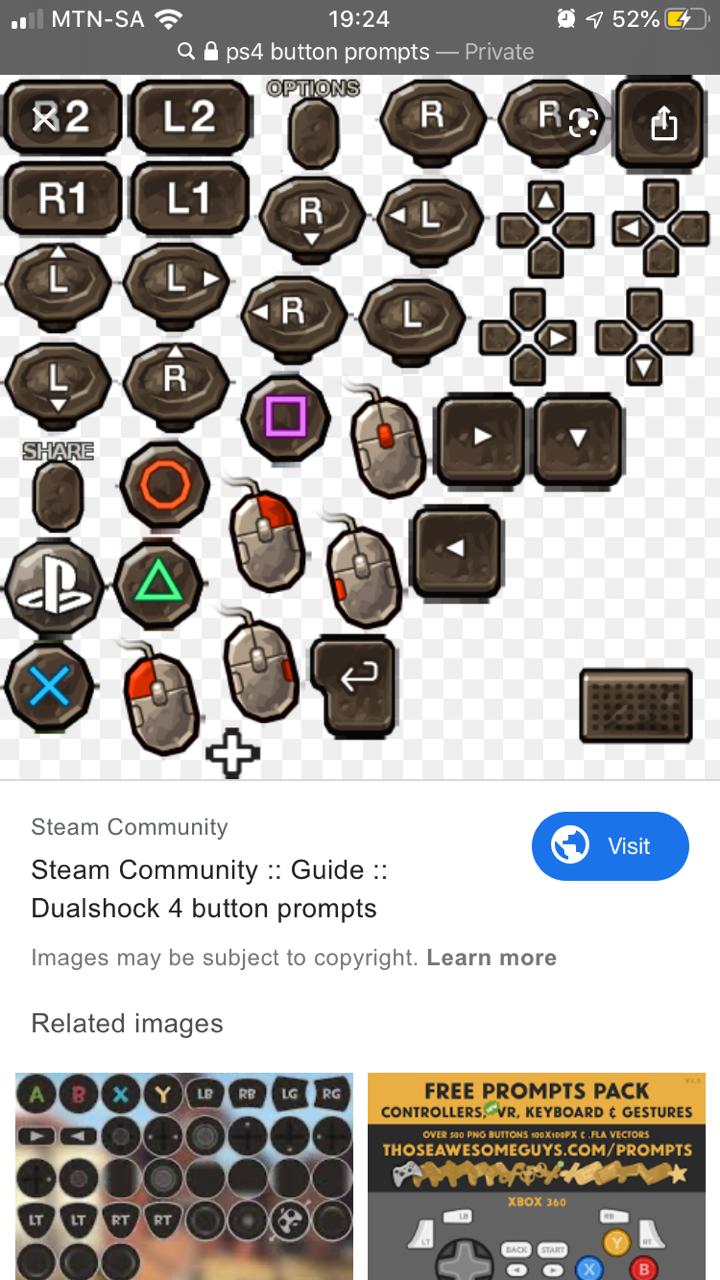 MTN-SA 19:24 52%
ps4 button prompts — Private
R2 L2 OPTIONS R R
R1 L1 R L
L L R L
L R
SHARE
Steam Community
Visit
Steam Community :: Guide ::
Dualshock 4 button prompts
Images may be subject to copyright. Learn more
Related images
A B X Y LB RB LG RG
LT LT RT RT
FREE PROMPTS PACK
CONTROLLERS, VR, KEYBOARD & GESTURES
OVER 500 PNG BUTTONS 100X100PX & .FLA VECTORS
THOSEAWESOMEGUYS.COM/PROMPTS
XBOX 360
LB RB
LT RT
BACK START
Y
X B